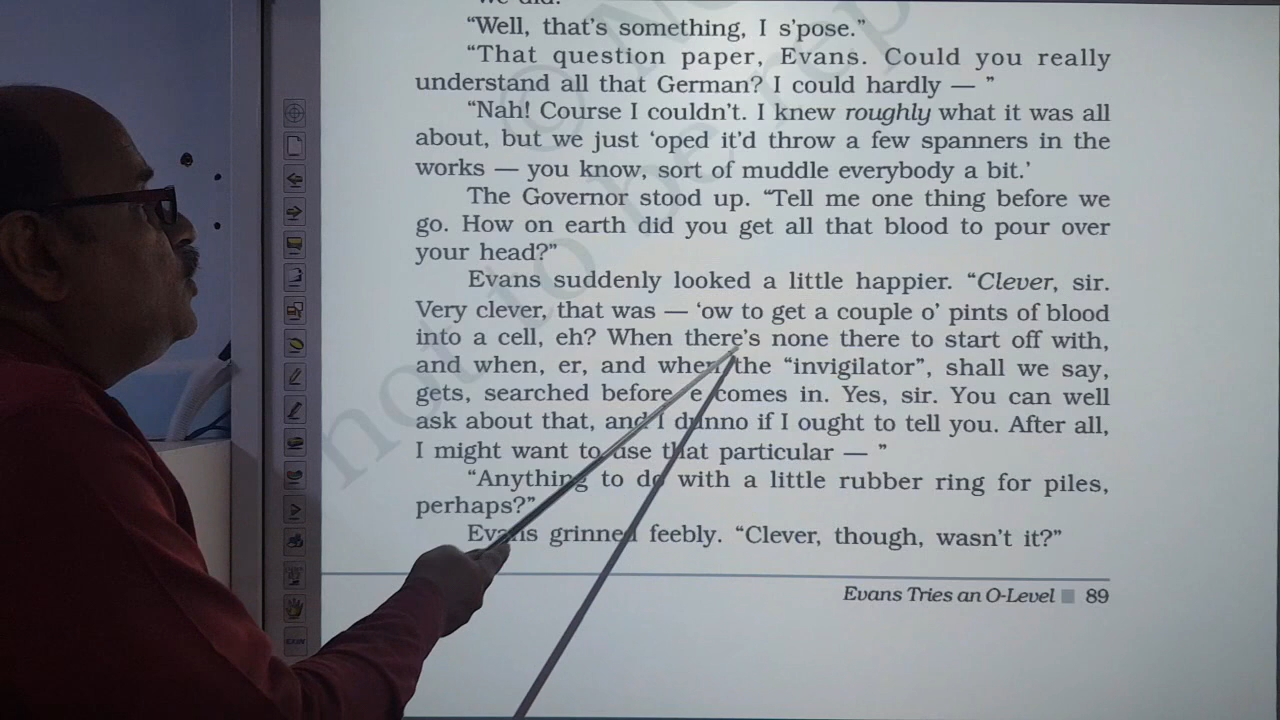 we did.
“Well, that’s something, I s’pose.”
“That question paper, Evans. Could you really
understand all that German? I could hardly — ”
“Nah! Course I couldn’t. I knew roughly what it was all
about, but we just ‘oped it’d throw a few spanners in the
works — you know, sort of muddle everybody a bit.’
The Governor stood up. “Tell me one thing before we
go. How on earth did you get all that blood to pour over
your head?”
Evans suddenly looked a little happier. “Clever, sir.
Very clever, that was — ‘ow to get a couple o’ pints of blood
into a cell, eh? When there’s none there to start off with,
and when, er, and when the “invigilator”, shall we say,
gets, searched before ‘e comes in. Yes, sir. You can well
ask about that, and I dunno if I ought to tell you. After all,
I might want to use that particular — ”
“Anything to do with a little rubber ring for piles,
perhaps?”
Evans grinned feebly. “Clever, though, wasn’t it?”
Evans Tries an O-Level 89
not to be rep